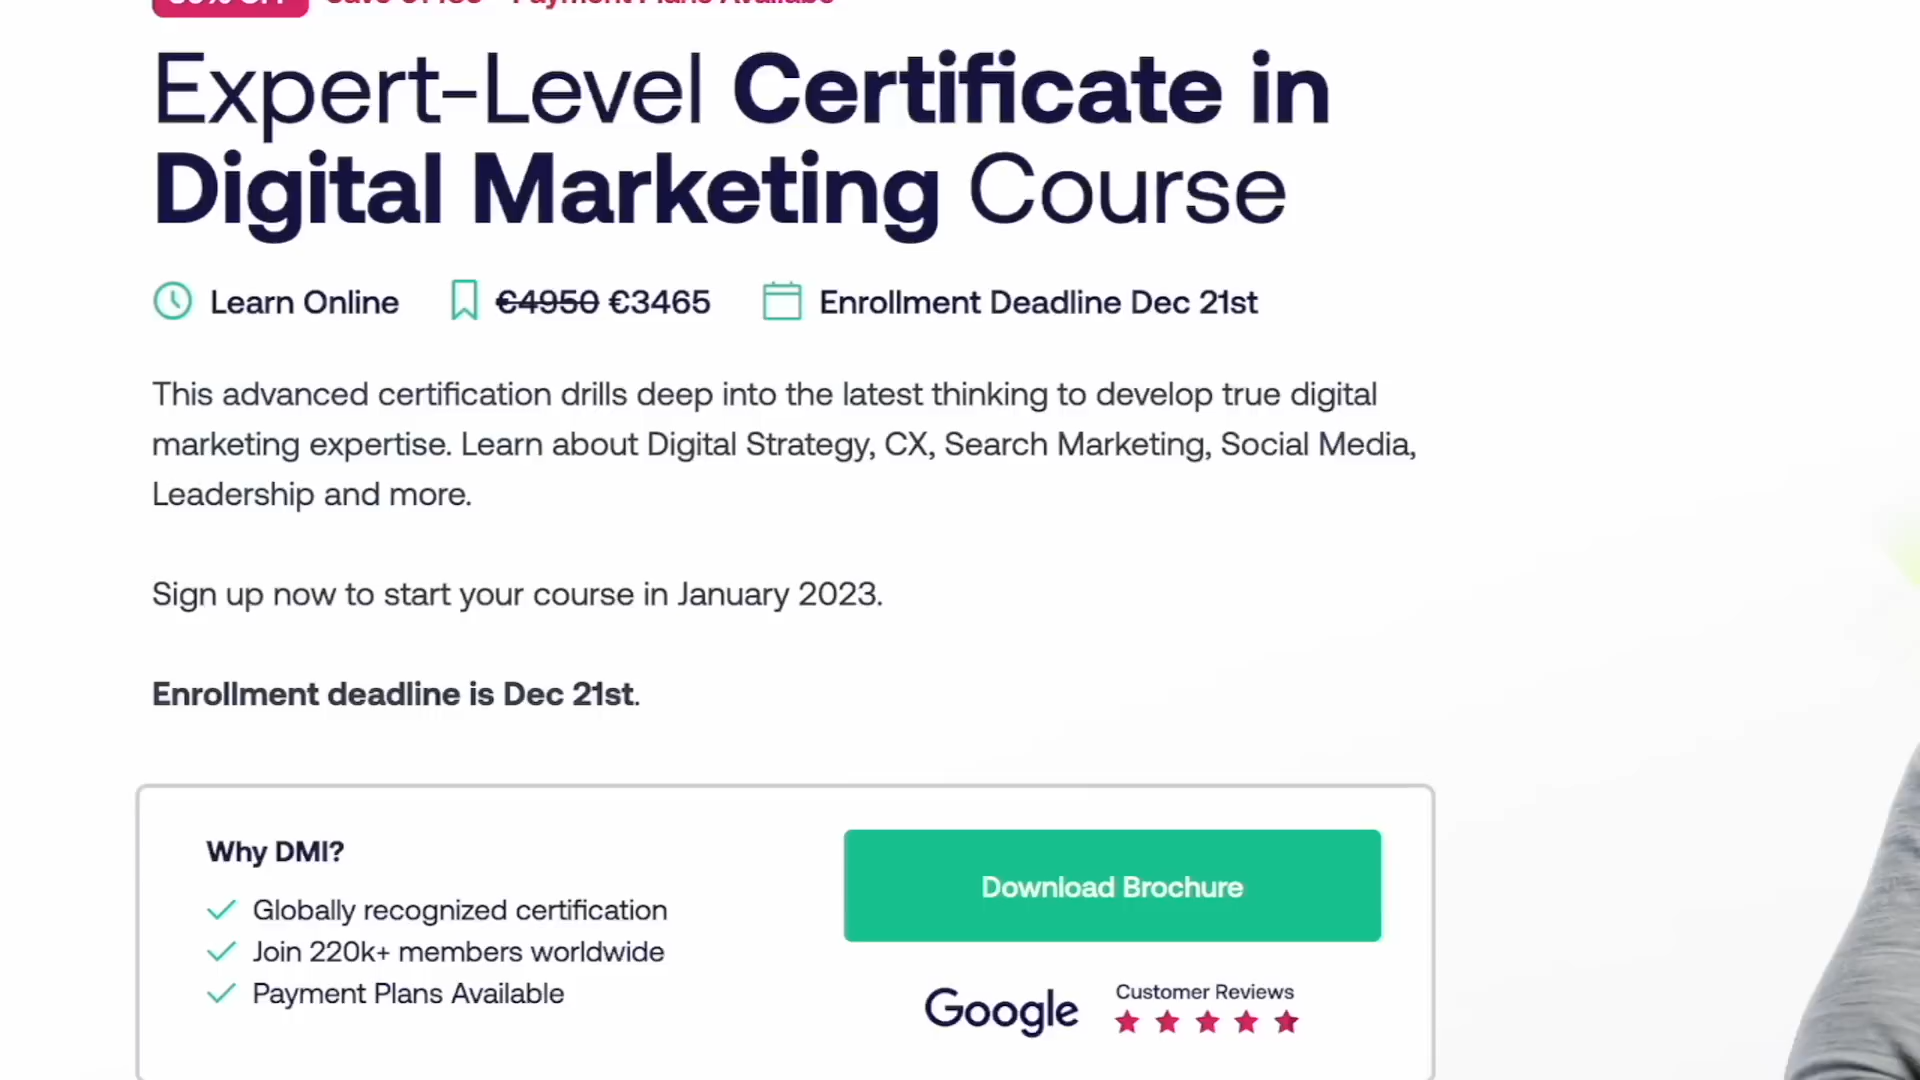 Expert-Level Certificate in
Digital Marketing Course
Learn Online €4950 €3465 Enrollment Deadline Dec 21st
This advanced certification drills deep into the latest thinking to develop true digital
marketing expertise. Learn about Digital Strategy, CX, Search Marketing, Social Media,
Leadership and more.
Sign up now to start your course in January 2023.
Enrollment deadline is Dec 21st.
Why DMI?
Globally recognized certification
Join 220k+ members worldwide
Payment Plans Available
Download Brochure
Google
Customer Reviews